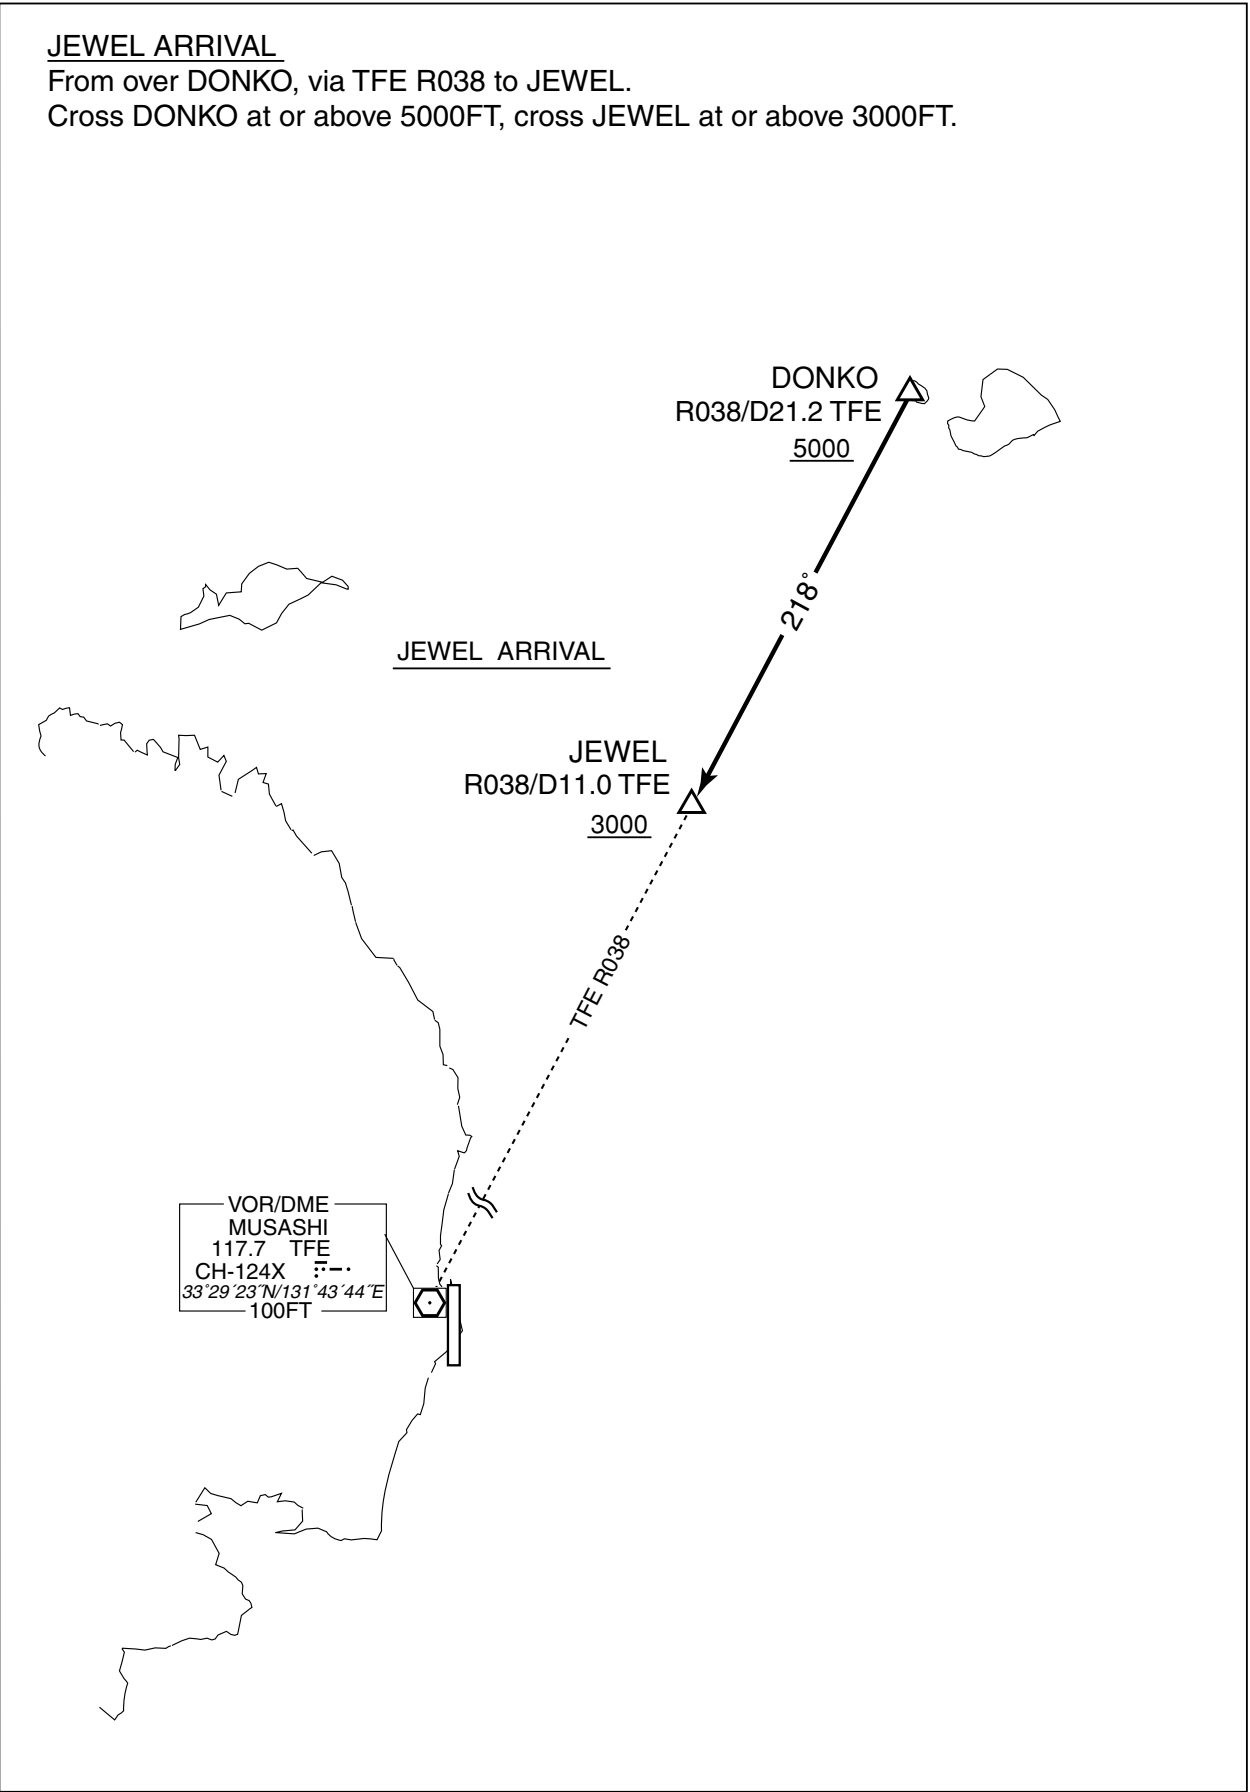 JEWEL ARRIVAL
From over DONKO, via TFE R038 to JEWEL.
Cross DONKO at or above 5000FT, cross JEWEL at or above 3000FT.
DONKO
R038/D21.2 TFE
5000
218°
JEWEL ARRIVAL
JEWEL
R038/D11.0 TFE
3000
TFE R038
VOR/DME
MUSASHI
117.7 TFE
CH-124X
33°29´23˝N/131°43´44˝E
100FT